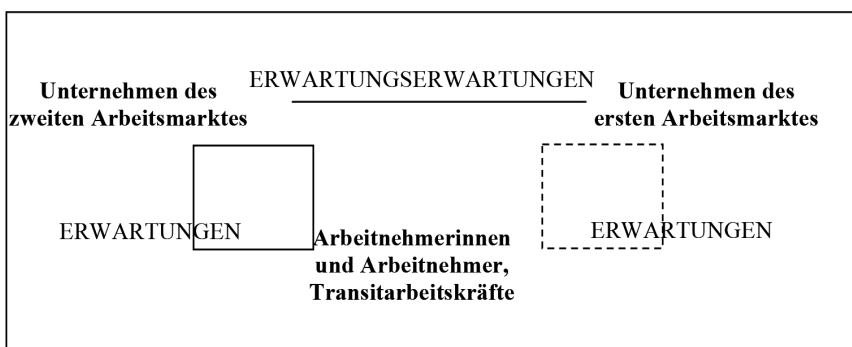 ERWARTUNGSERWARTUNGEN
Unternehmen des
zweiten Arbeitsmarktes
Unternehmen des
ersten Arbeitsmarktes
ERWARTUNGEN
Arbeitnehmerinnen
und Arbeitnehmer,
Transitarbeitskräfte
ERWARTUNGEN